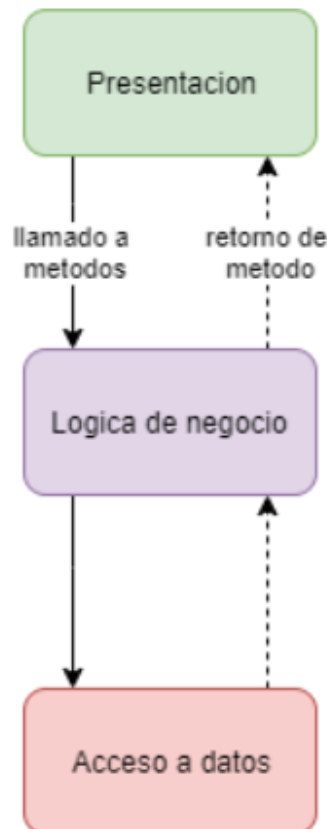 Presentacion
llamado a
metodos
retorno de
metodo
Logica de negocio
Acceso a datos